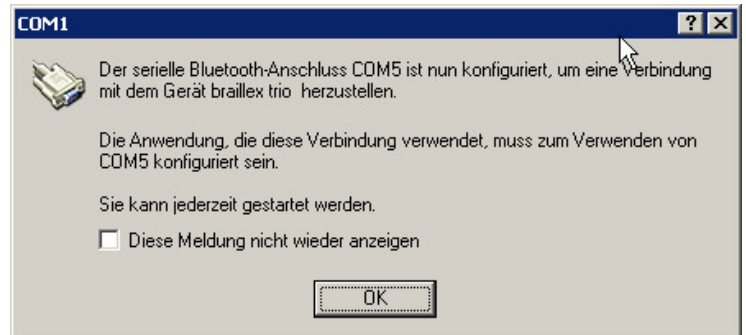 COM1
Der serielle Bluetooth-Anschluss COM5 ist nun konfiguriert, um eine Verbindung
mit dem Gerät braillex trio herzustellen.
Die Anwendung, die diese Verbindung verwendet, muss zum Verwenden von
COM5 konfiguriert sein.
Sie kann jederzeit gestartet werden.
Diese Meldung nicht wieder anzeigen
OK